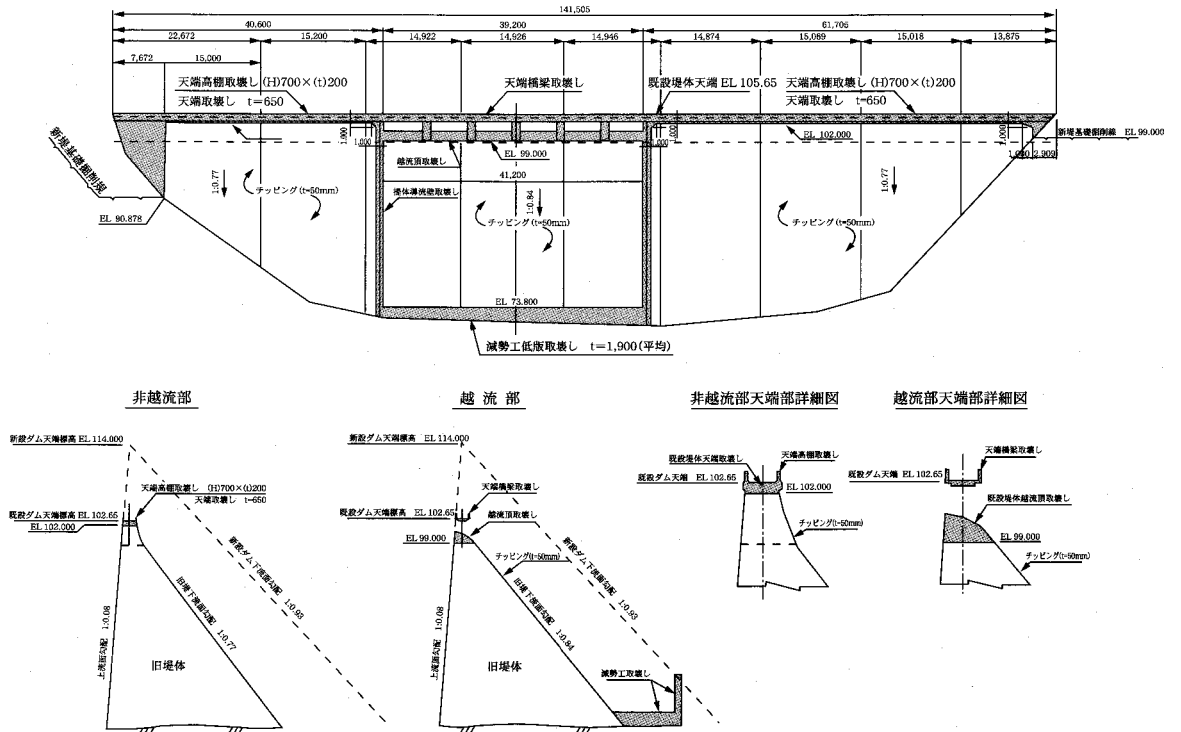 141,505
40,600
39,200
61,706
22,672
15,200
14,922
14,926
14,946
14,874
15,069
15,018
13,875
7,672
15,000
天端高棚取壊し (H)700×(t)200
天端取壊し t=650
天端橋梁取壊し
既設堤体天端 EL 105.65
天端高棚取壊し (H)700×(t)200
天端取壊し t=650
1,000
1,000
1,000
1,000
EL 102.000
1,000
新堤基礎掘削線 EL 99.000
1,080
2,909
新堤基礎掘削規
EL 90.878
1:0.77
チッピング(t=50mm)
越流頂取壊し
EL 99.000
41,200
堤体導流壁取壊し
1:0.84
チッピング(t=50mm)
1:0.77
チッピング(t=50mm)
EL 73.800
減勢工低版取壊し t=1,900(平均)
非越流部
新設ダム天端標高 EL 114.000
天端高棚取壊し (H)700×(t)200
天端取壊し t=650
既設ダム天端標高 EL 102.65
EL 102.000
上流面勾配 1:0.08
旧堤下流面勾配 1:0.77
新設ダム下流面勾配 1:0.93
旧堤体
越流部
新設ダム天端標高 EL 114.000
天端橋梁取壊し
既設ダム天端標高 EL 102.65
越流頂取壊し
EL 99.000
チッピング(t=50mm)
上流面勾配 1:0.08
旧堤下流面勾配 1:0.84
新設ダム下流面勾配 1:0.93
旧堤体
減勢工取壊し
非越流部天端部詳細図
既設堤体天端取壊し
天端高棚取壊し
既設ダム天端 EL 102.65
EL 102.000
チッピング(t=50mm)
越流部天端部詳細図
天端橋梁取壊し
既設ダム天端 EL 102.65
既設堤体越流頂取壊し
EL 99.000
チッピング(t=50mm)